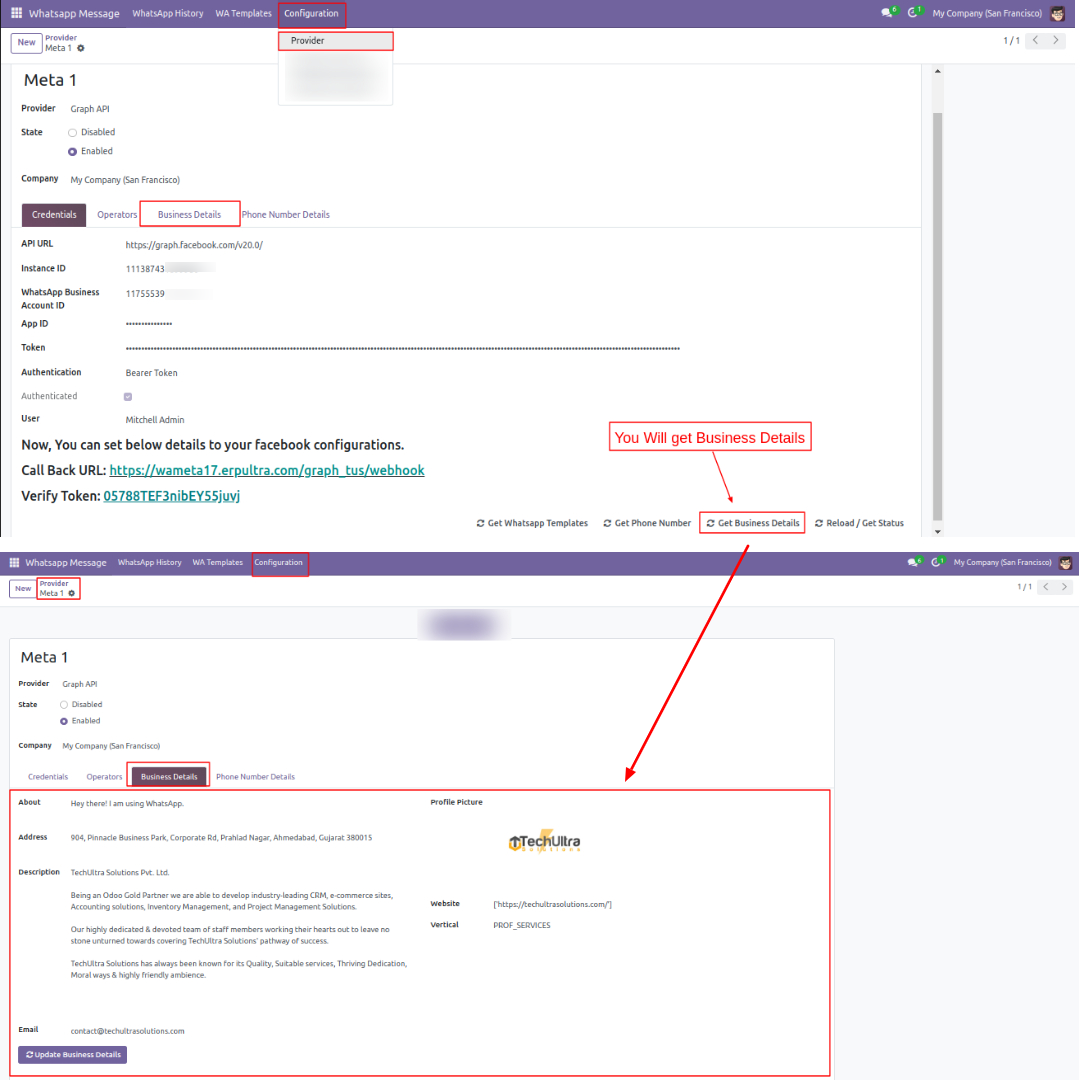 Whatsapp Message WhatsApp History WA Templates Configuration 6 1 My Company (San Francisco)
Provider
New Provider 1 / 1
Meta 1
Meta 1
Provider Graph API
State Disabled
Enabled
Company My Company (San Francisco)
Credentials Operators Business Details Phone Number Details
API URL https://graph.facebook.com/v20.0/
Instance ID 11138743
WhatsApp Business Account ID 11755539
App ID •••••••••••••••
Token
Authentication Bearer Token
Authenticated
User Mitchell Admin
Now, You can set below details to your facebook configurations.
Call Back URL: https://wameta17.erpultra.com/graph_tus/webhook
Verify Token: 05788TEF3nibEY55juvj
You Will get Business Details
Get Whatsapp Templates Get Phone Number Get Business Details Reload / Get Status
Whatsapp Message WhatsApp History WA Templates Configuration 6 1 My Company (San Francisco)
New Provider 1 / 1
Meta 1
Meta 1
Provider Graph API
State Disabled
Enabled
Company My Company (San Francisco)
Credentials Operators Business Details Phone Number Details
About Hey there! I am using WhatsApp.
Profile Picture
Address 904, Pinnacle Business Park, Corporate Rd, Prahlad Nagar, Ahmedabad, Gujarat 380015
TechUltra
Solutions
Description TechUltra Solutions Pvt. Ltd.
Being an Odoo Gold Partner we are able to develop industry-leading CRM, e-commerce sites,
Accounting solutions, Inventory Management, and Project Management Solutions.
Our highly dedicated & devoted team of staff members working their hearts out to leave no
stone unturned towards covering TechUltra Solutions' pathway of success.
TechUltra Solutions has always been known for its Quality, Suitable services, Thriving Dedication,
Moral ways & highly friendly ambience.
Website ['https://techultrasolutions.com/']
Vertical PROF_SERVICES
Email contact@techultrasolutions.com
Update Business Details